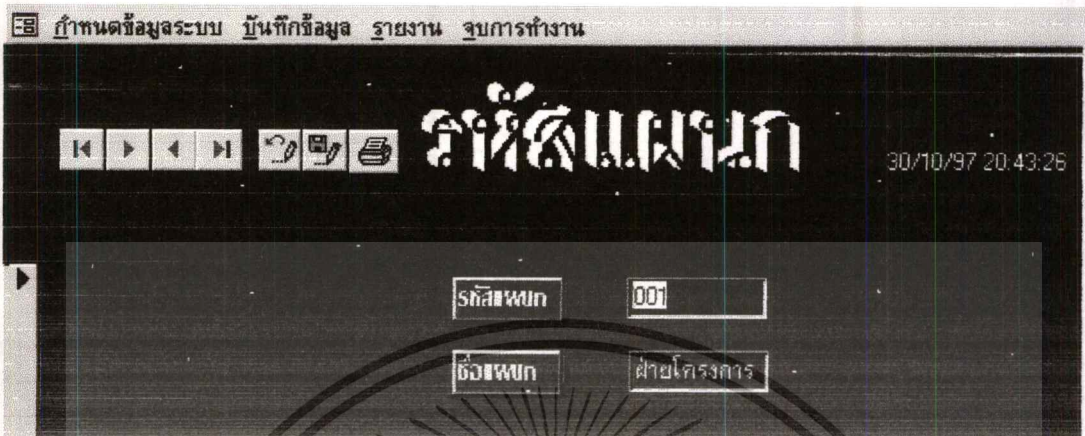 กำหนดข้อมูลระบบ บันทึกข้อมูล รายงาน จบการทำงาน
รหัสแผนก
30/10/97 20:43:26
รหัสแผนก 001
ชื่อแผนก ฝ่ายโครงการ